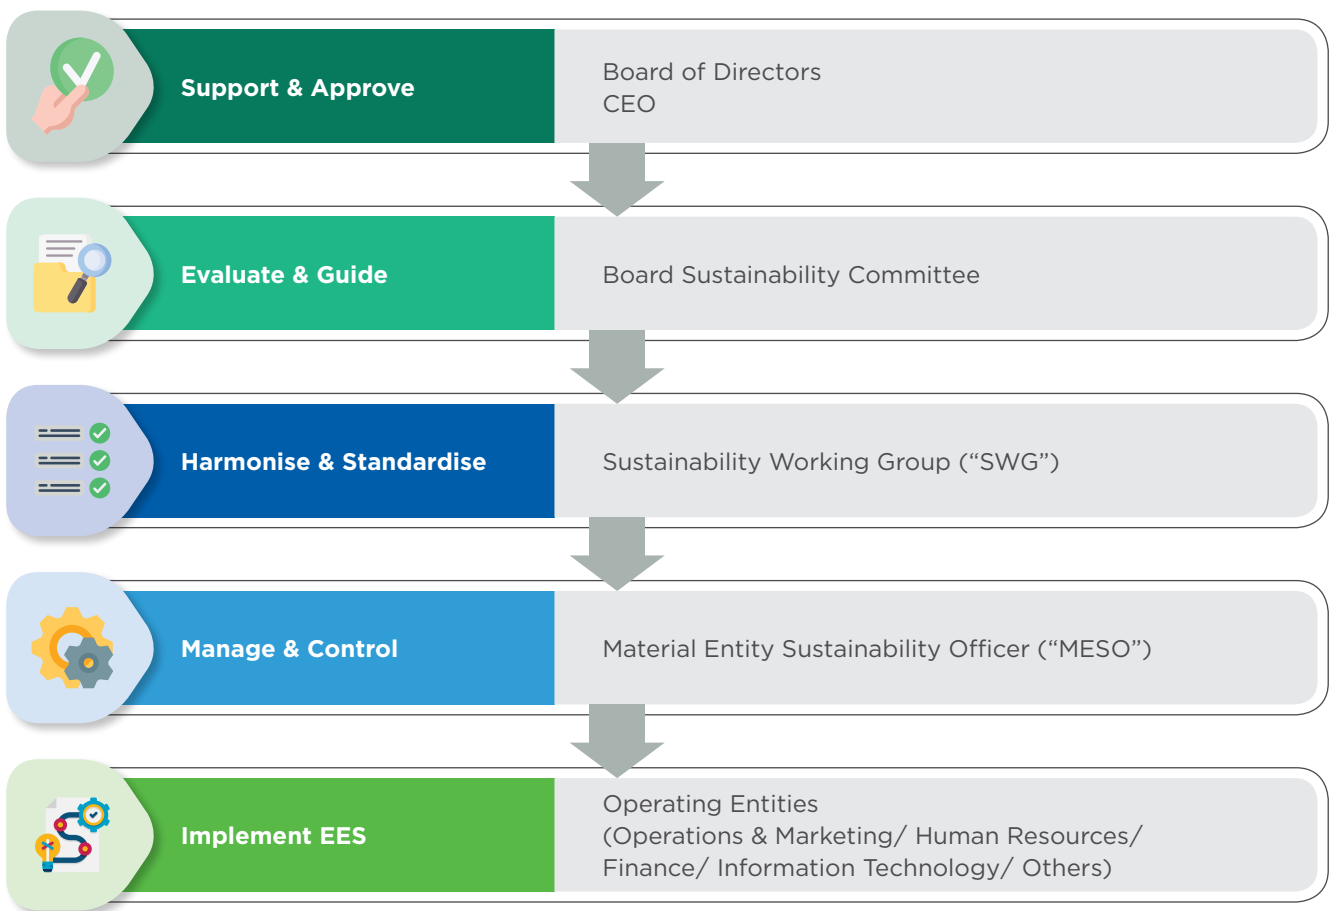 Support & Approve
Board of Directors
CEO
Evaluate & Guide
Board Sustainability Committee
Harmonise & Standardise
Sustainability Working Group (“SWG”)
Manage & Control
Material Entity Sustainability Officer (“MESO”)
Implement EES
Operating Entities
(Operations & Marketing/ Human Resources/
Finance/ Information Technology/ Others)